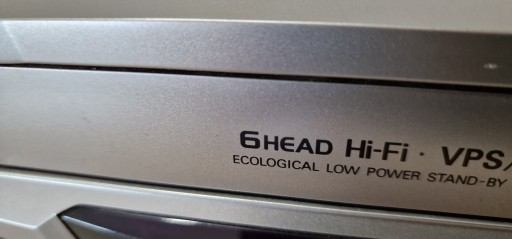 6HEAD Hi-Fi · VPS/
ECOLOGICAL LOW POWER STAND-BY